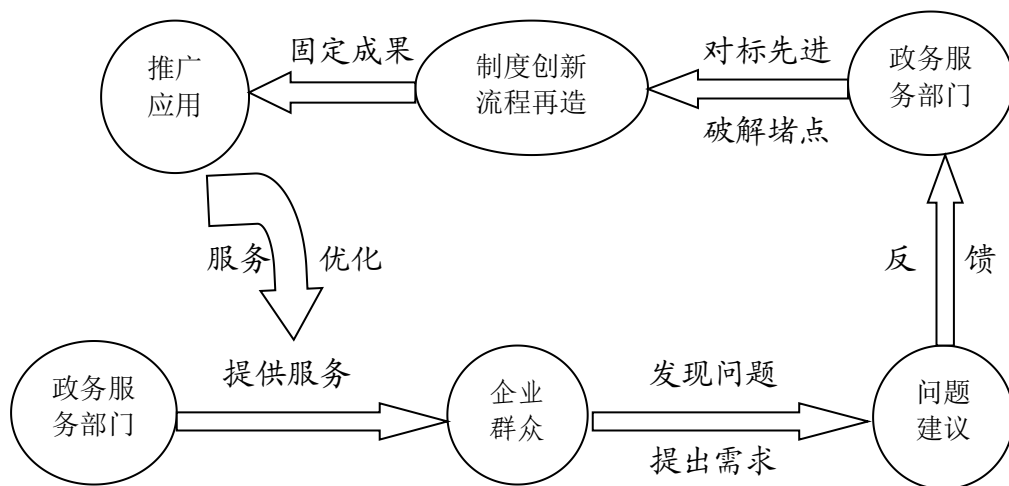 推广
应用
固定成果
制度创新
流程再造
对标先进
破解堵点
政务服
务部门
服务
优化
反
馈
政务服
务部门
提供服务
企业
群众
发现问题
提出需求
问题
建议